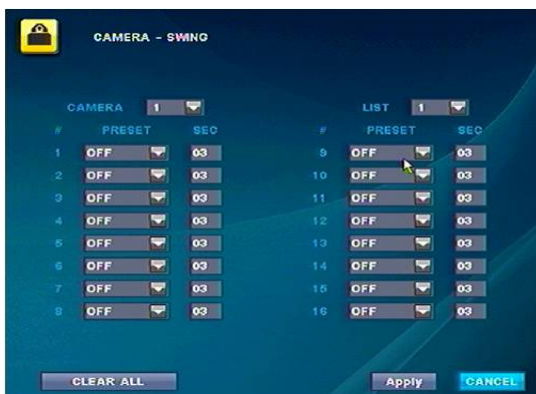 CAMERA - SWING
CAMERA 1 LIST 1
# PRESET SEC # PRESET SEC
1 OFF 03 9 OFF 03
2 OFF 03 10 OFF 03
3 OFF 03 11 OFF 03
4 OFF 03 12 OFF 03
5 OFF 03 13 OFF 03
6 OFF 03 14 OFF 03
7 OFF 03 15 OFF 03
8 OFF 03 16 OFF 03
CLEAR ALL Apply CANCEL